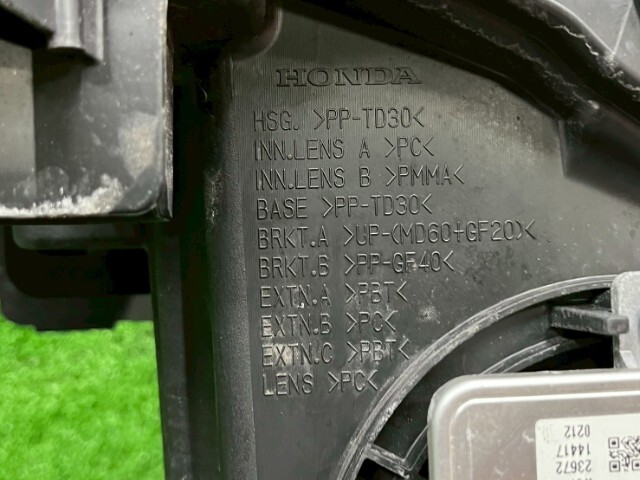 HONDA
HSG. >PP-TD30<
INN.LENS A >PC<
INN.LENS B >PMMA<
BASE >PP-TD30<
BRKT.A >UP-(MD60+GF20)<
BRKT.B >PP-GF40<
EXTN.A >PBT<
EXTN.B >PC<
EXTN.C >PBT<
LENS >PC<
23672
14417
0212